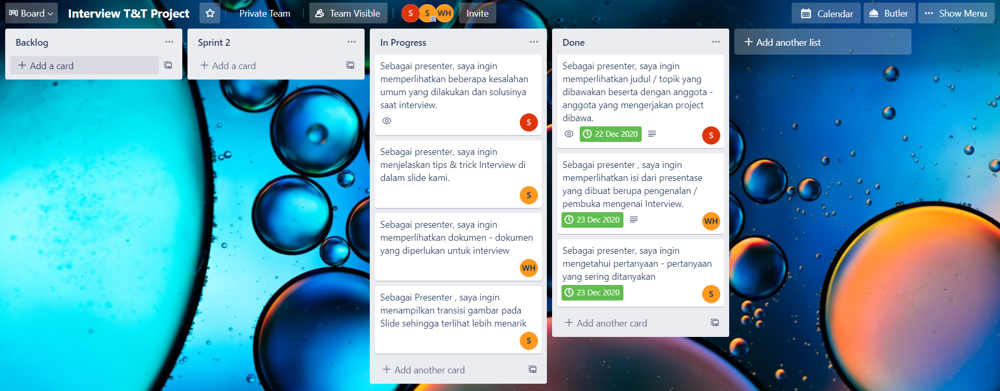 Board
Interview T&T Project
Private Team
Team Visible
S
S
WH
Invite
Calendar
Butler
Show Menu
Backlog
Add a card
Sprint 2
Add a card
In Progress
Sebagai presenter, saya ingin
memperlihatkan beberapa kesalahan
umum yang dilakukan dan solusinya
saat interview.
S
Sebagai presenter, saya ingin
menjelaskan tips & trick Interview di
dalam slide kami.
S
Sebagai presenter, saya ingin
memperlihatkan dokumen - dokumen
yang diperlukan untuk interview
WH
Sebagai Presenter , saya ingin
menampilkan transisi gambar pada
Slide sehingga terlihat lebih menarik
S
Add another card
Done
Sebagai presenter, saya ingin
memperlihatkan judul / topik yang
dibawakan beserta dengan anggota -
anggota yang mengerjakan project
dibawa.
22 Dec 2020
S
Sebagai presenter , saya ingin
memperlihatkan isi dari presentase
yang dibuat berupa pengenalan /
pembuka mengenai Interview.
23 Dec 2020
WH
Sebagai presenter, saya ingin
mengetahui pertanyaan - pertanyaan
yang sering ditanyakan
23 Dec 2020
S
Add another card
Add another list